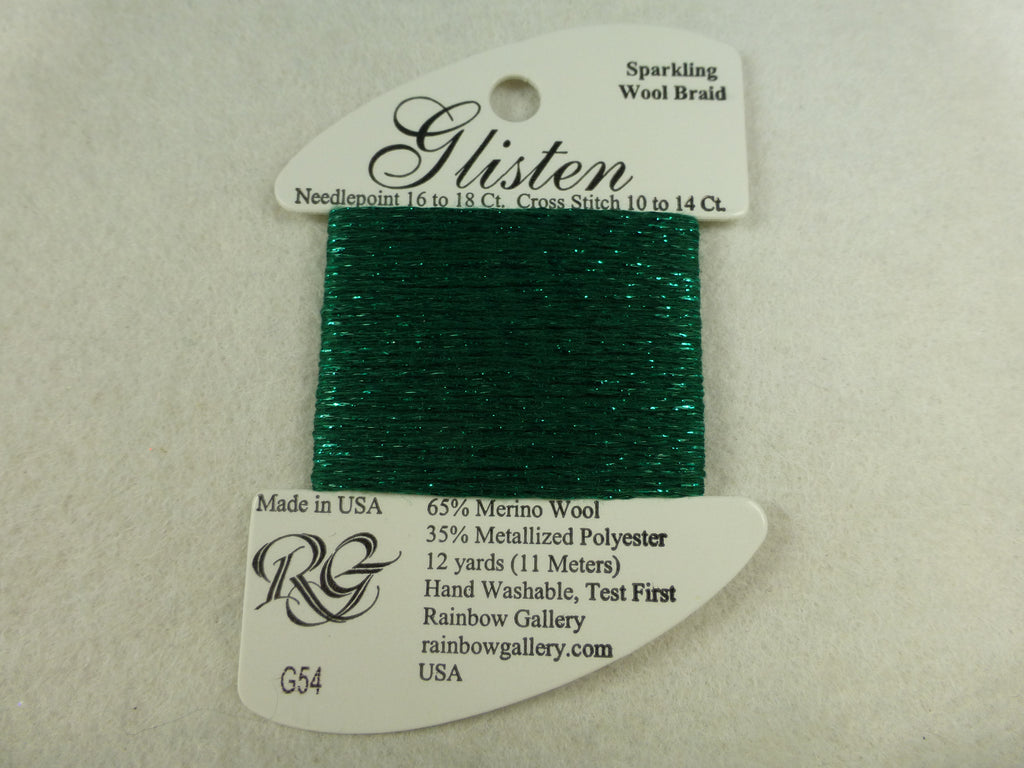 Sparkling
Wool Braid
Glisten
Needlepoint 16 to 18 Ct. Cross Stitch 10 to 14 Ct.
Made in USA
RG
G54
65% Merino Wool
35% Metallized Polyester
12 yards (11 Meters)
Hand Washable, Test First
Rainbow Gallery
rainbowgallery.com
USA